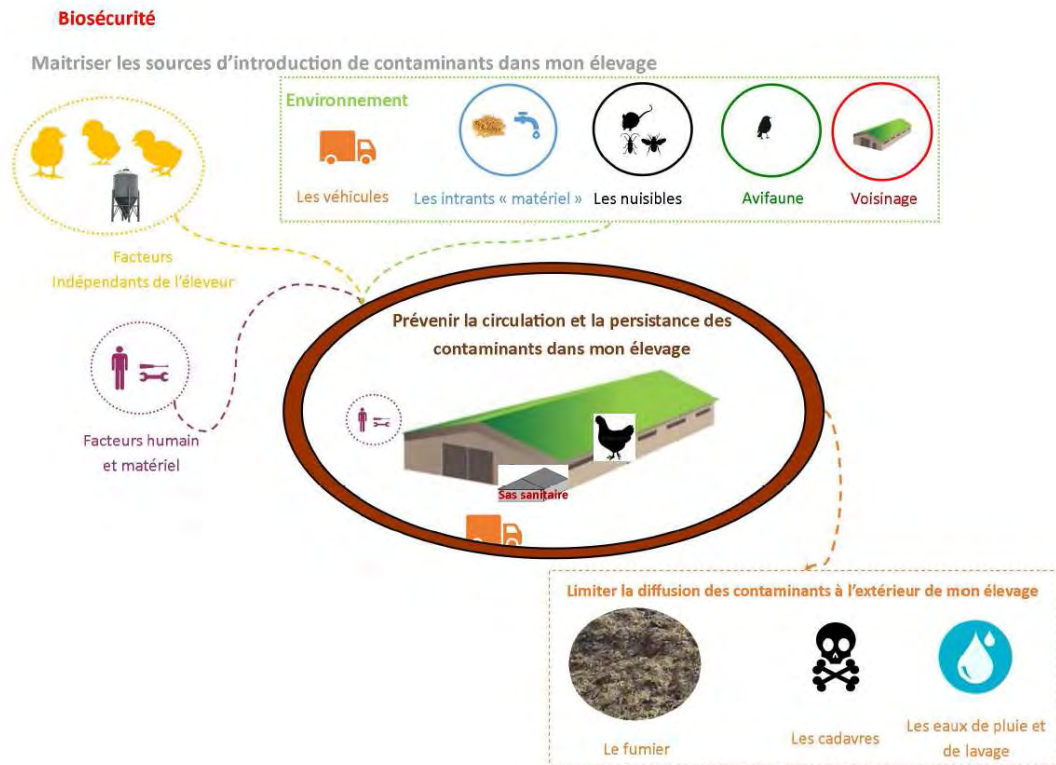 Biosécurité
Maitriser les sources d'introduction de contaminants dans mon élevage
Environnement
Les véhicules
Les intrants « matériel »
Les nuisibles
Avifaune
Voisinage
Facteurs
Indépendants de l'éleveur
Facteurs humain
et matériel
Prévenir la circulation et la persistance des
contaminants dans mon élevage
Sas sanitaire
Limiter la diffusion des contaminants à l'extérieur de mon élevage
Le fumier
Les cadavres
Les eaux de pluie et
de lavage